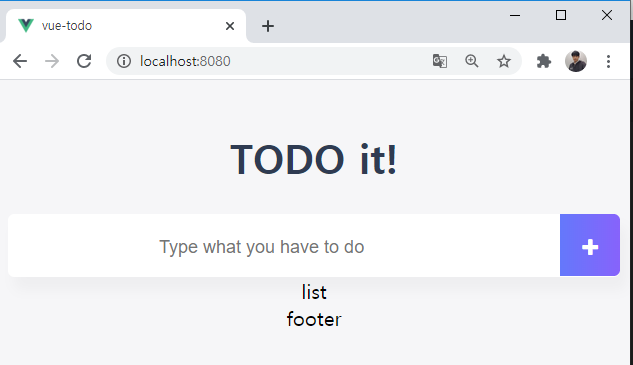 vue-todo
localhost:8080
TODO it!
Type what you have to do
list
footer